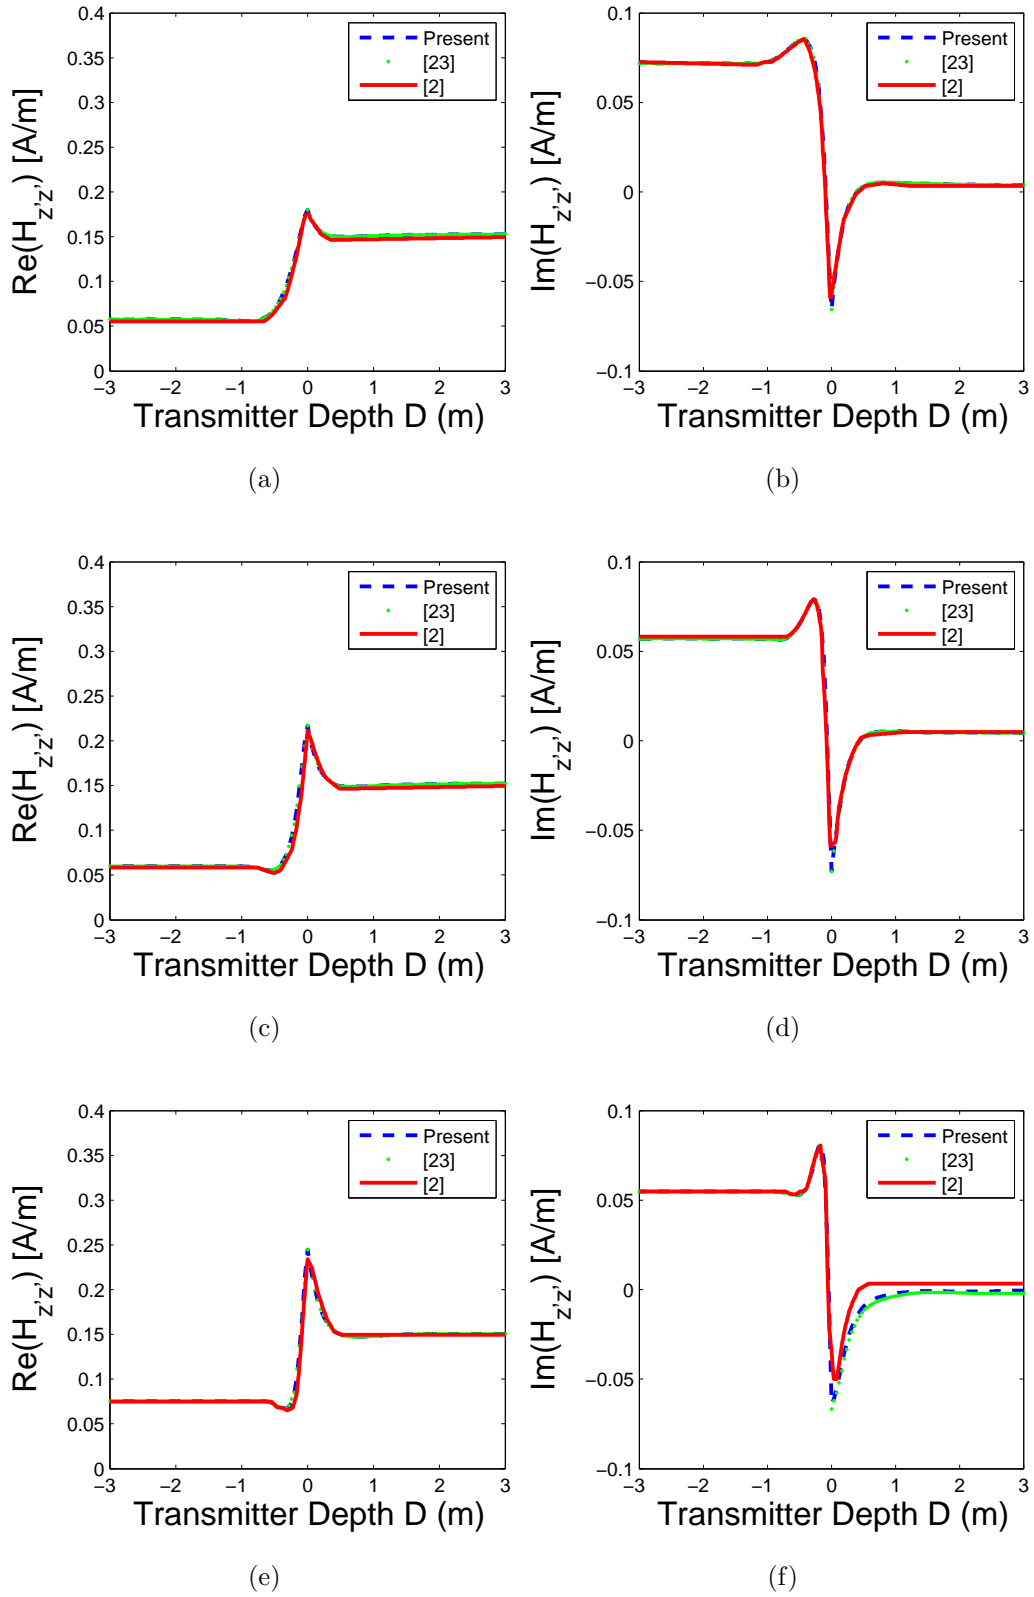 0.4
0.35
0.3
0.25
0.2
0.15
0.1
0.05
0
−3 −2 −1 0 1 2 3
Re(H_{z'z'}) [A/m]
Transmitter Depth D (m)
Present
[23]
[2]
(a)
0.1
0.05
0
−0.05
−0.1
−3 −2 −1 0 1 2 3
Im(H_{z'z'}) [A/m]
Transmitter Depth D (m)
Present
[23]
[2]
(b)
0.4
0.35
0.3
0.25
0.2
0.15
0.1
0.05
0
−3 −2 −1 0 1 2 3
Re(H_{z'z'}) [A/m]
Transmitter Depth D (m)
Present
[23]
[2]
(c)
0.1
0.05
0
−0.05
−0.1
−3 −2 −1 0 1 2 3
Im(H_{z'z'}) [A/m]
Transmitter Depth D (m)
Present
[23]
[2]
(d)
0.4
0.35
0.3
0.25
0.2
0.15
0.1
0.05
0
−3 −2 −1 0 1 2 3
Re(H_{z'z'}) [A/m]
Transmitter Depth D (m)
Present
[23]
[2]
(e)
0.1
0.05
0
−0.05
−0.1
−3 −2 −1 0 1 2 3
Im(H_{z'z'}) [A/m]
Transmitter Depth D (m)
Present
[23]
[2]
(f)